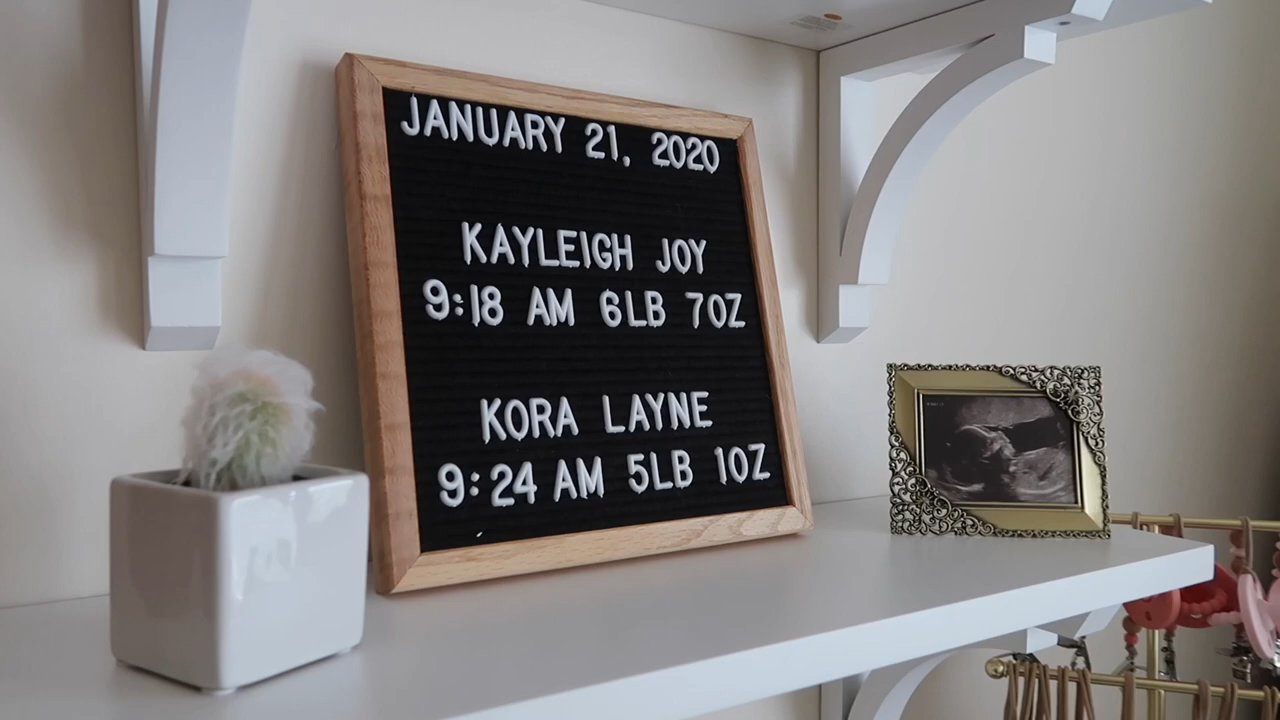 JANUARY 21, 2020
KAYLEIGH JOY
9:18 AM 6LB 7OZ
KORA LAYNE
9:24 AM 5LB 1OZ